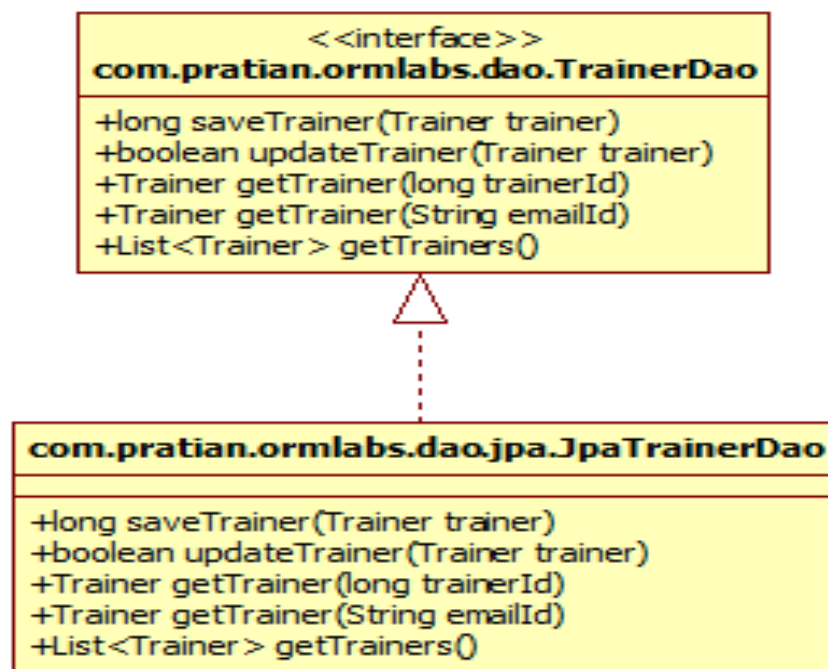 <<interface>>
com.pratian.ormlabs.dao.TrainerDao
+long saveTrainer(Trainer trainer)
+boolean updateTrainer(Trainer trainer)
+Trainer getTrainer(long trainerId)
+Trainer getTrainer(String emailId)
+List<Trainer> getTrainers()
com.pratian.ormlabs.dao.jpa.JpaTrainerDao
+long saveTrainer(Trainer trainer)
+boolean updateTrainer(Trainer trainer)
+Trainer getTrainer(long trainerId)
+Trainer getTrainer(String emailId)
+List<Trainer> getTrainers()